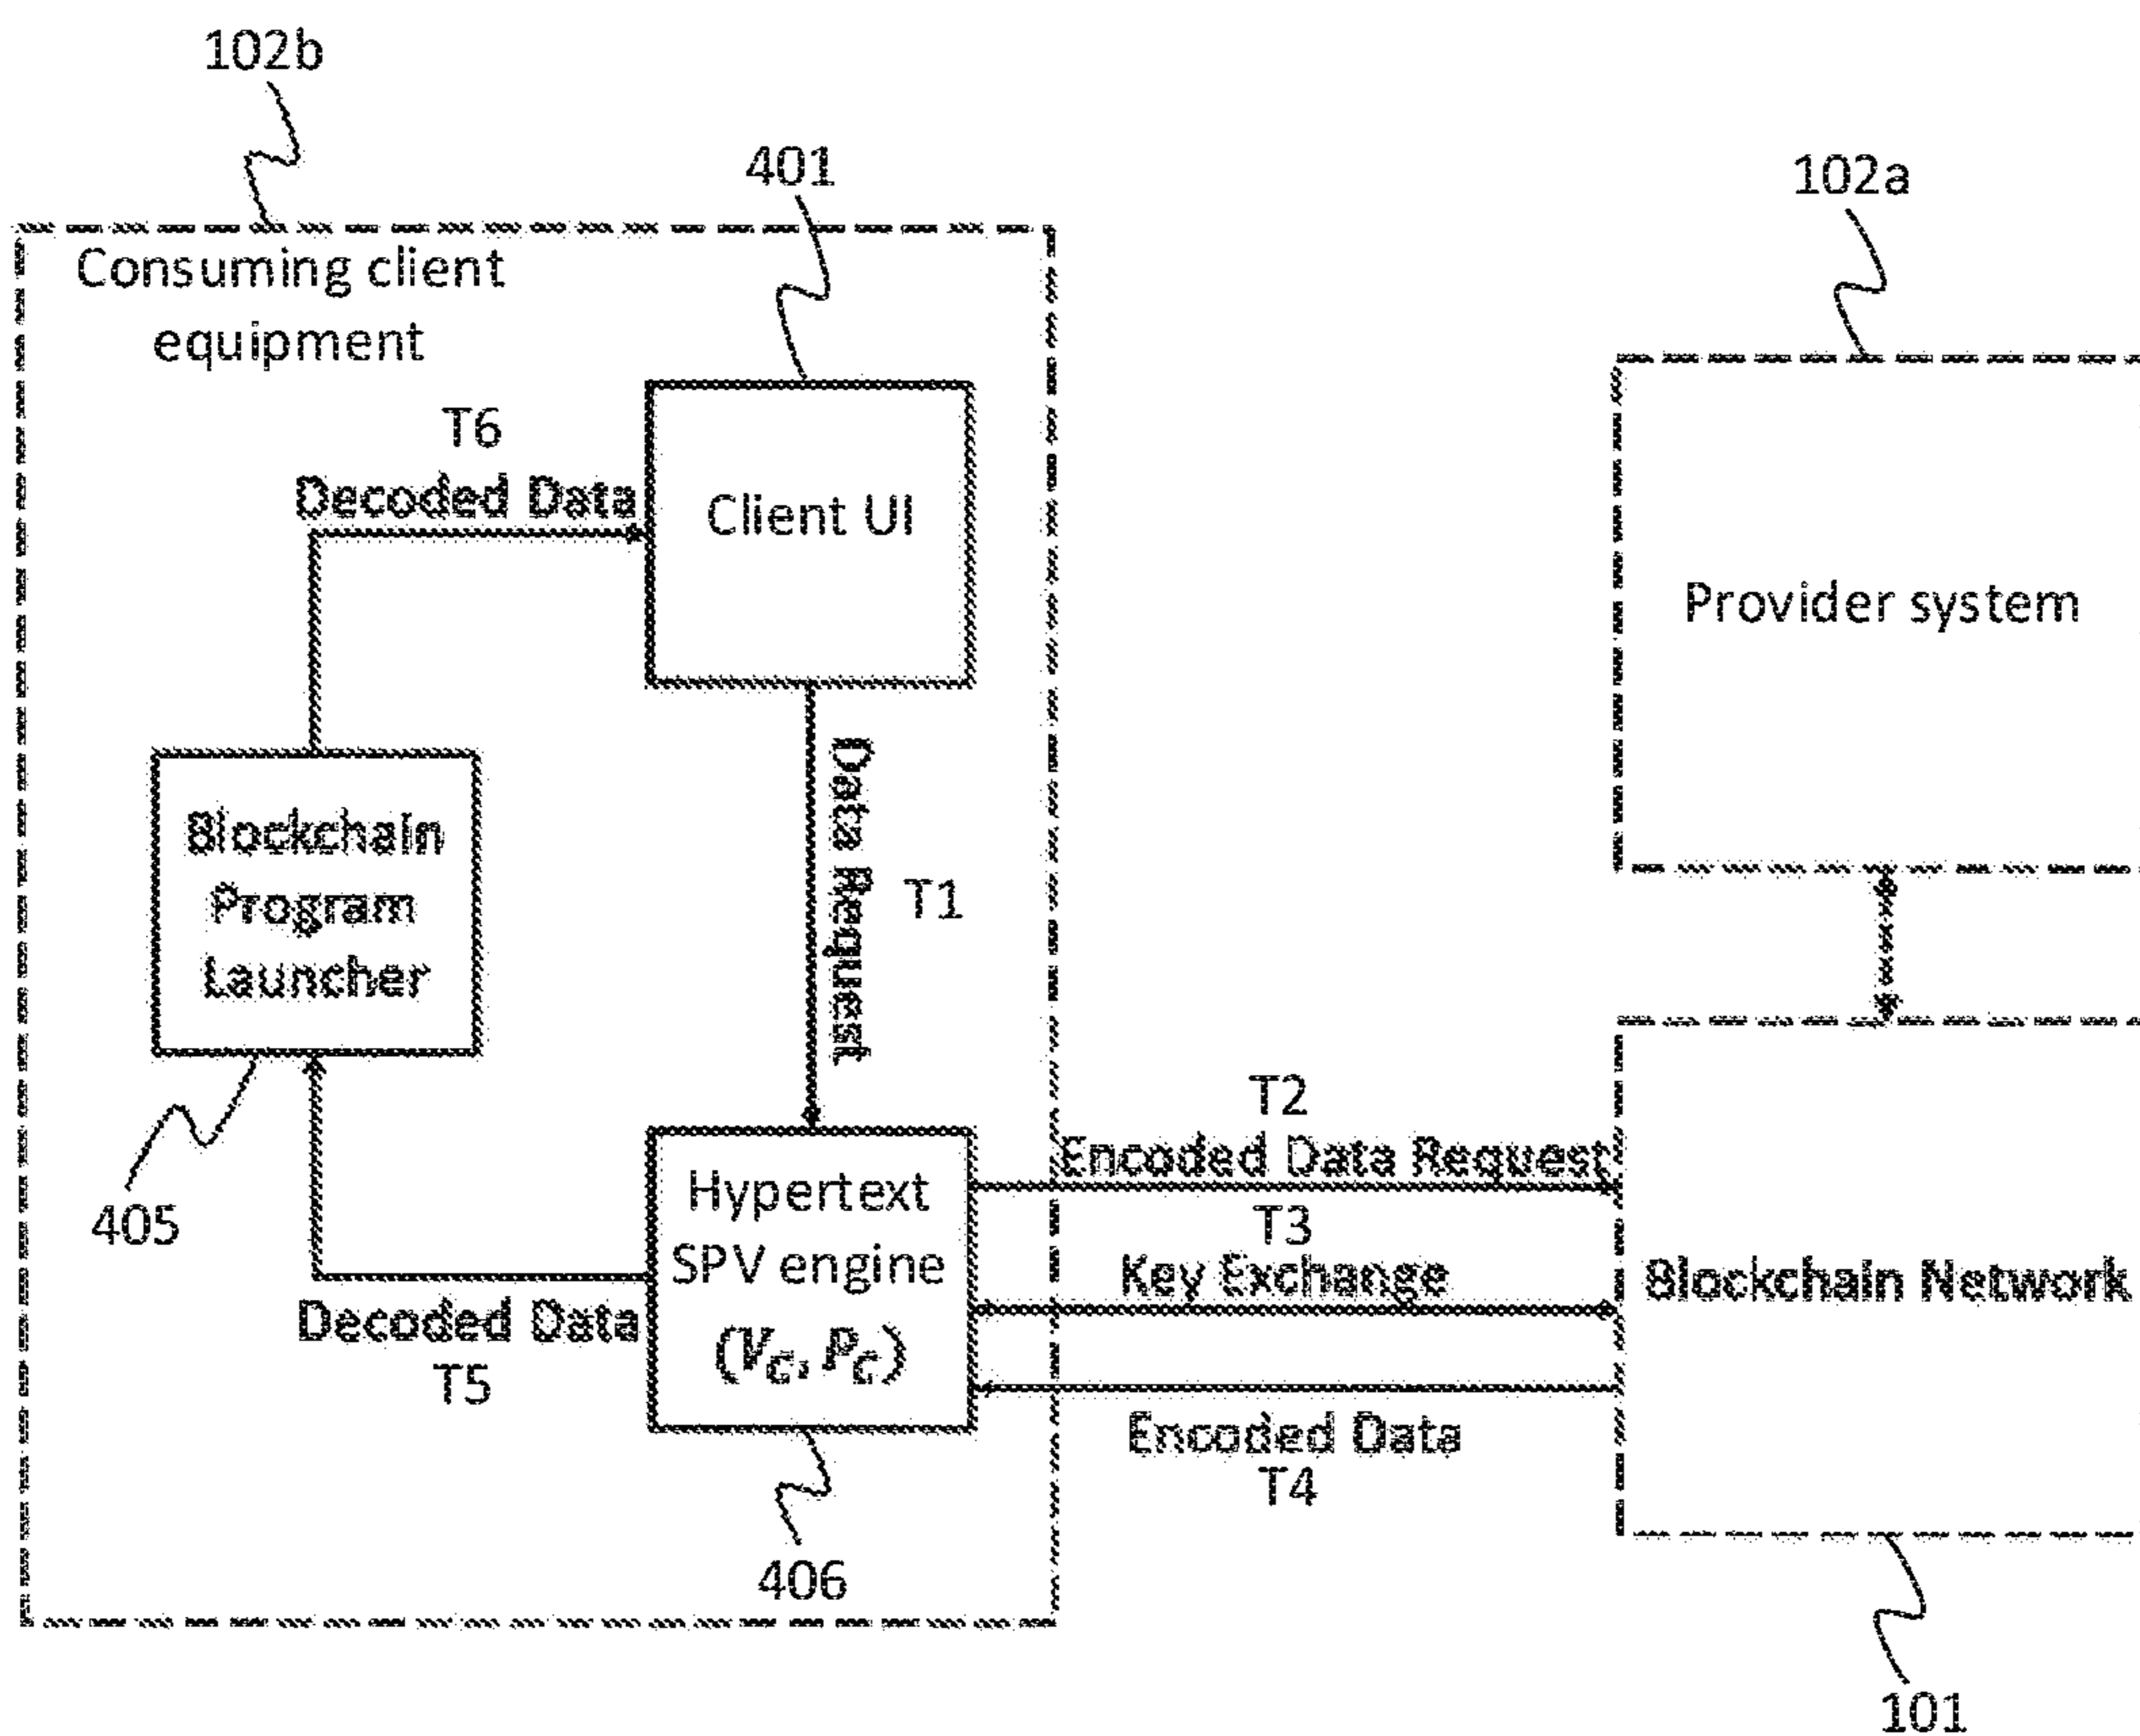 102b
401
102a
Consuming client
equipment
T6
Decoded Data
Client UI
Provider system
Blockchain
Program
Launcher
Data Request
T1
405
T2
Encoded Data Request
Hypertext
SPV engine
(V_C, P_C)
T3
Key Exchange
Blockchain Network
Decoded Data
T5
Encoded Data
T4
406
101